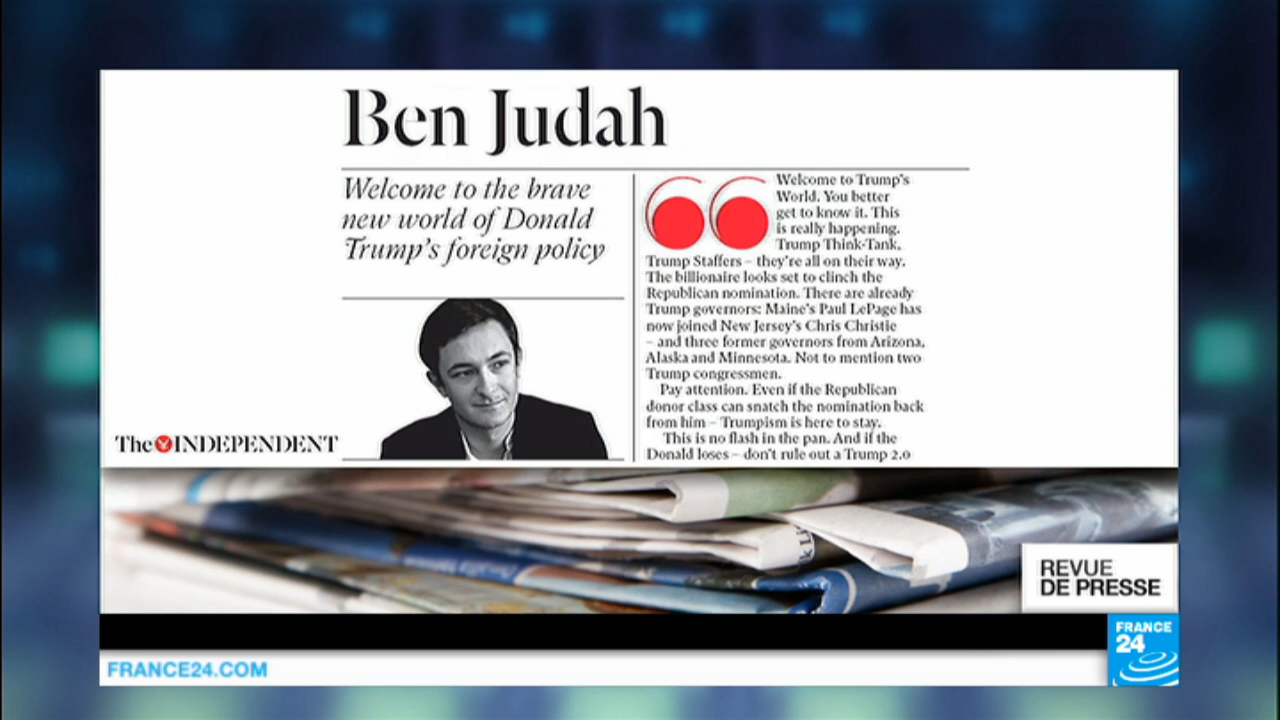 Ben Judah
Welcome to the brave
new world of Donald
Trump's foreign policy
Welcome to Trump's
World. You better
get to know it. This
is really happening.
Trump Think-Tank,
Trump Staffers – they're all on their way.
The billionaire looks set to clinch the
Republican nomination. There are already
Trump governors: Maine's Paul LePage has
now joined New Jersey's Chris Christie
– and three former governors from Arizona,
Alaska and Minnesota. Not to mention two
Trump congressmen.
Pay attention. Even if the Republican
donor class can snatch the nomination back
from him – Trumpism is here to stay.
This is no flash in the pan. And if the
Donald loses – don't rule out a Trump 2.0
The INDEPENDENT
REVUE
DE PRESSE
FRANCE
24
FRANCE24.COM